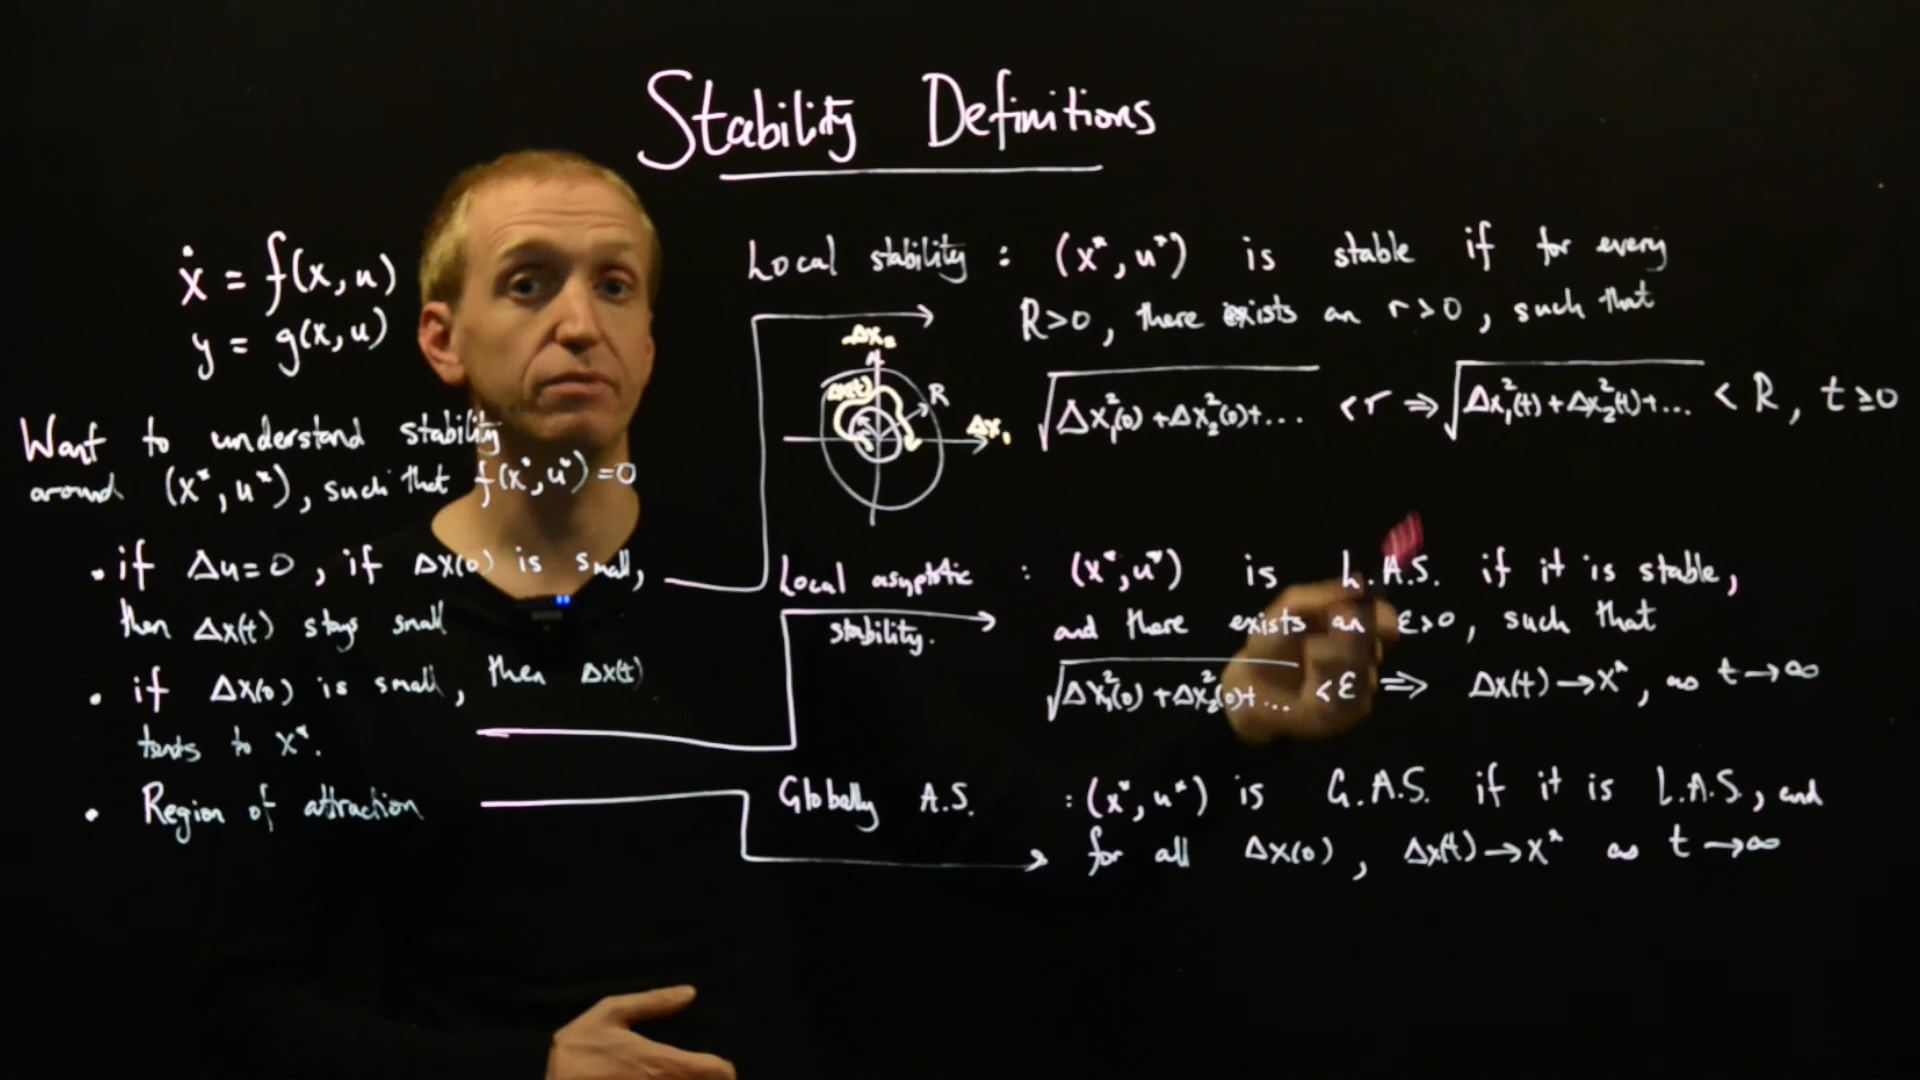 Stability Definitions
ẋ = f(x, u)
y = g(x, u)
Want to understand stability
around (x*, u*), such that f(x*, u*) = 0
• if Δu = 0, if Δx(0) is small,
then Δx(t) stays small
• if Δx(0) is small, then Δx(t)
tends to x*.
• Region of attraction
Local stability : (x*, u*) is stable if for every
R>0, there exists an r>0, such that
√(Δx₁²(0) + Δx₂²(0) + ...) < r ⇒ √(Δx₁²(t) + Δx₂²(t) + ...) < R, t ≥ 0
Δx₂
Δx(t)
R
Δx₁
Local asymptotic : (x*, u*) is L.A.S. if it is stable,
stability. and there exists an ε>0, such that
√(Δx₁²(0) + Δx₂²(0) + ...) < ε ⇒ Δx(t) → x*, as t → ∞
Globally A.S. : (x*, u*) is G.A.S. if it is L.A.S, and
for all Δx(0), Δx(t) → x* as t → ∞